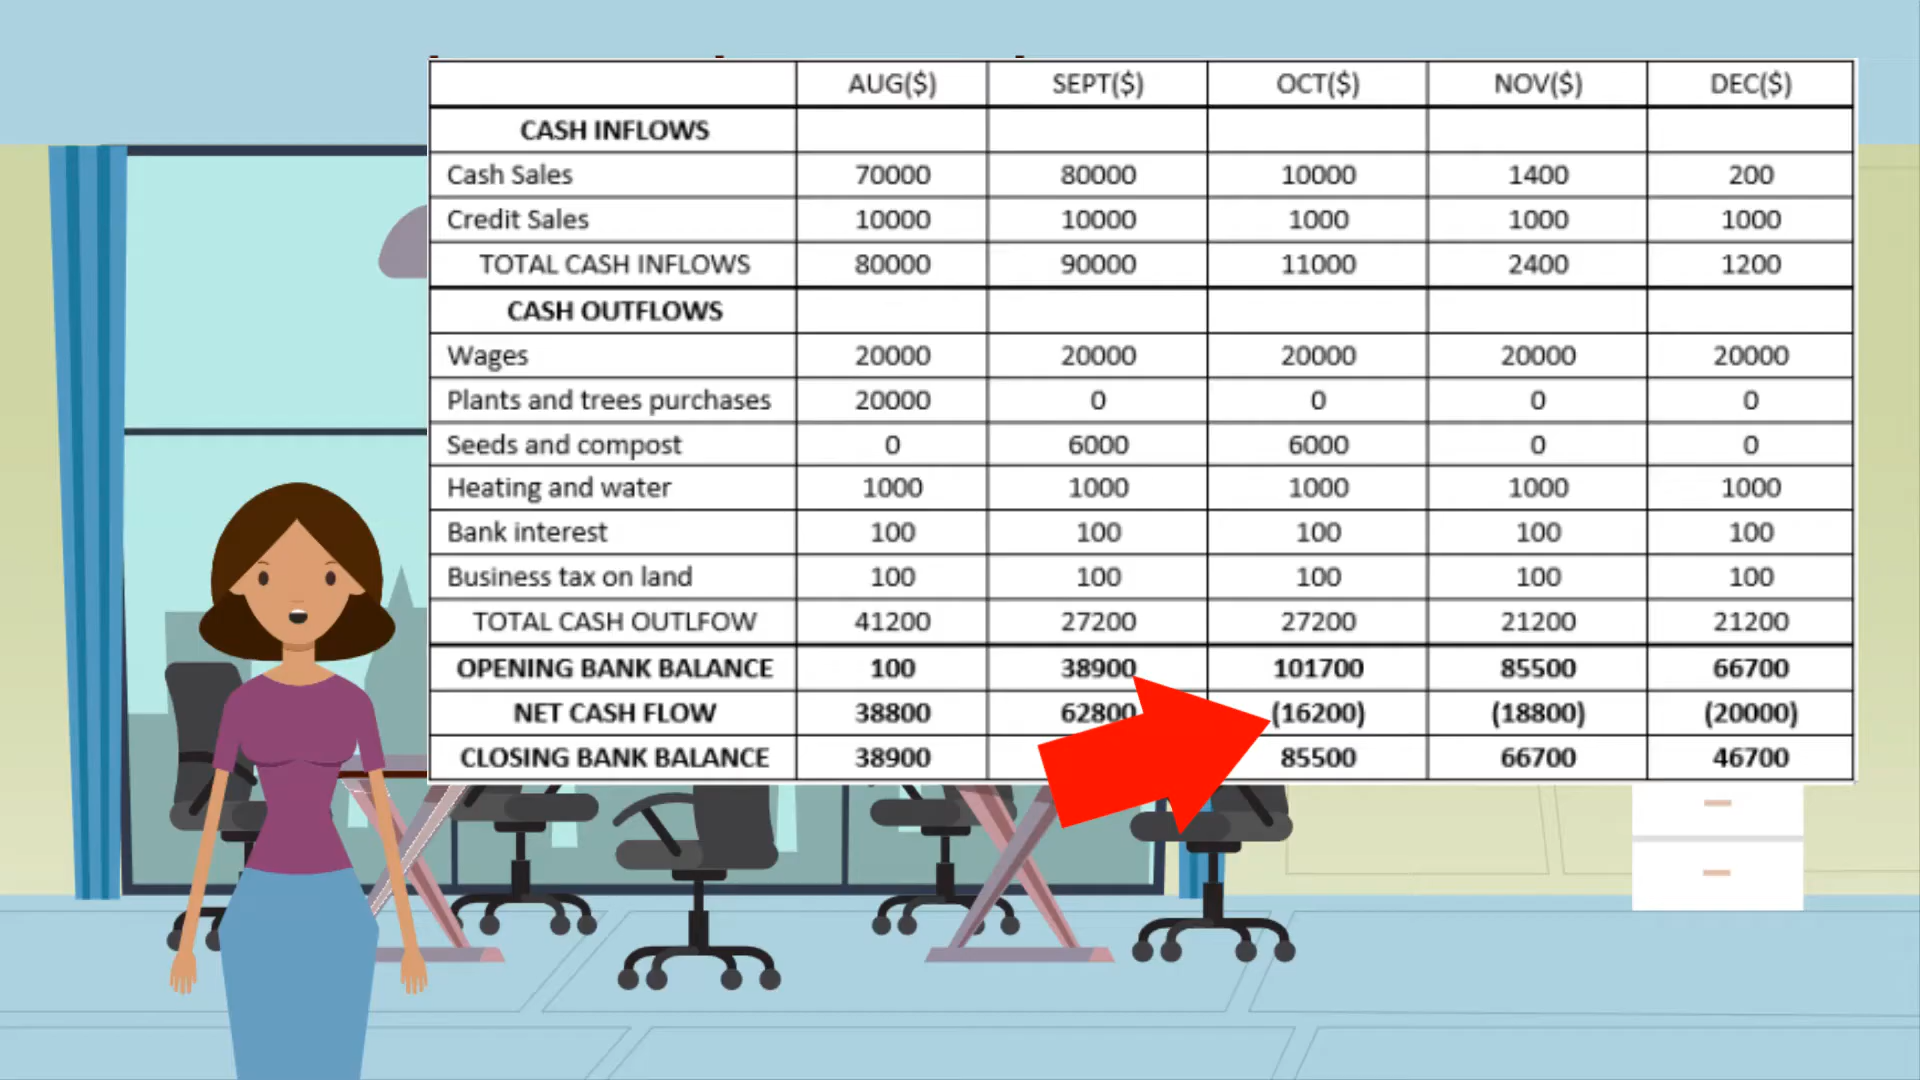 AUG($) SEPT($) OCT($) NOV($) DEC($)
CASH INFLOWS
Cash Sales 70000 80000 10000 1400 200
Credit Sales 10000 10000 1000 1000 1000
TOTAL CASH INFLOWS 80000 90000 11000 2400 1200
CASH OUTFLOWS
Wages 20000 20000 20000 20000 20000
Plants and trees purchases 20000 0 0 0 0
Seeds and compost 0 6000 6000 0 0
Heating and water 1000 1000 1000 1000 1000
Bank interest 100 100 100 100 100
Business tax on land 100 100 100 100 100
TOTAL CASH OUTLFOW 41200 27200 27200 21200 21200
OPENING BANK BALANCE 100 38900 101700 85500 66700
NET CASH FLOW 38800 62800 (16200) (18800) (20000)
CLOSING BANK BALANCE 38900 85500 66700 46700